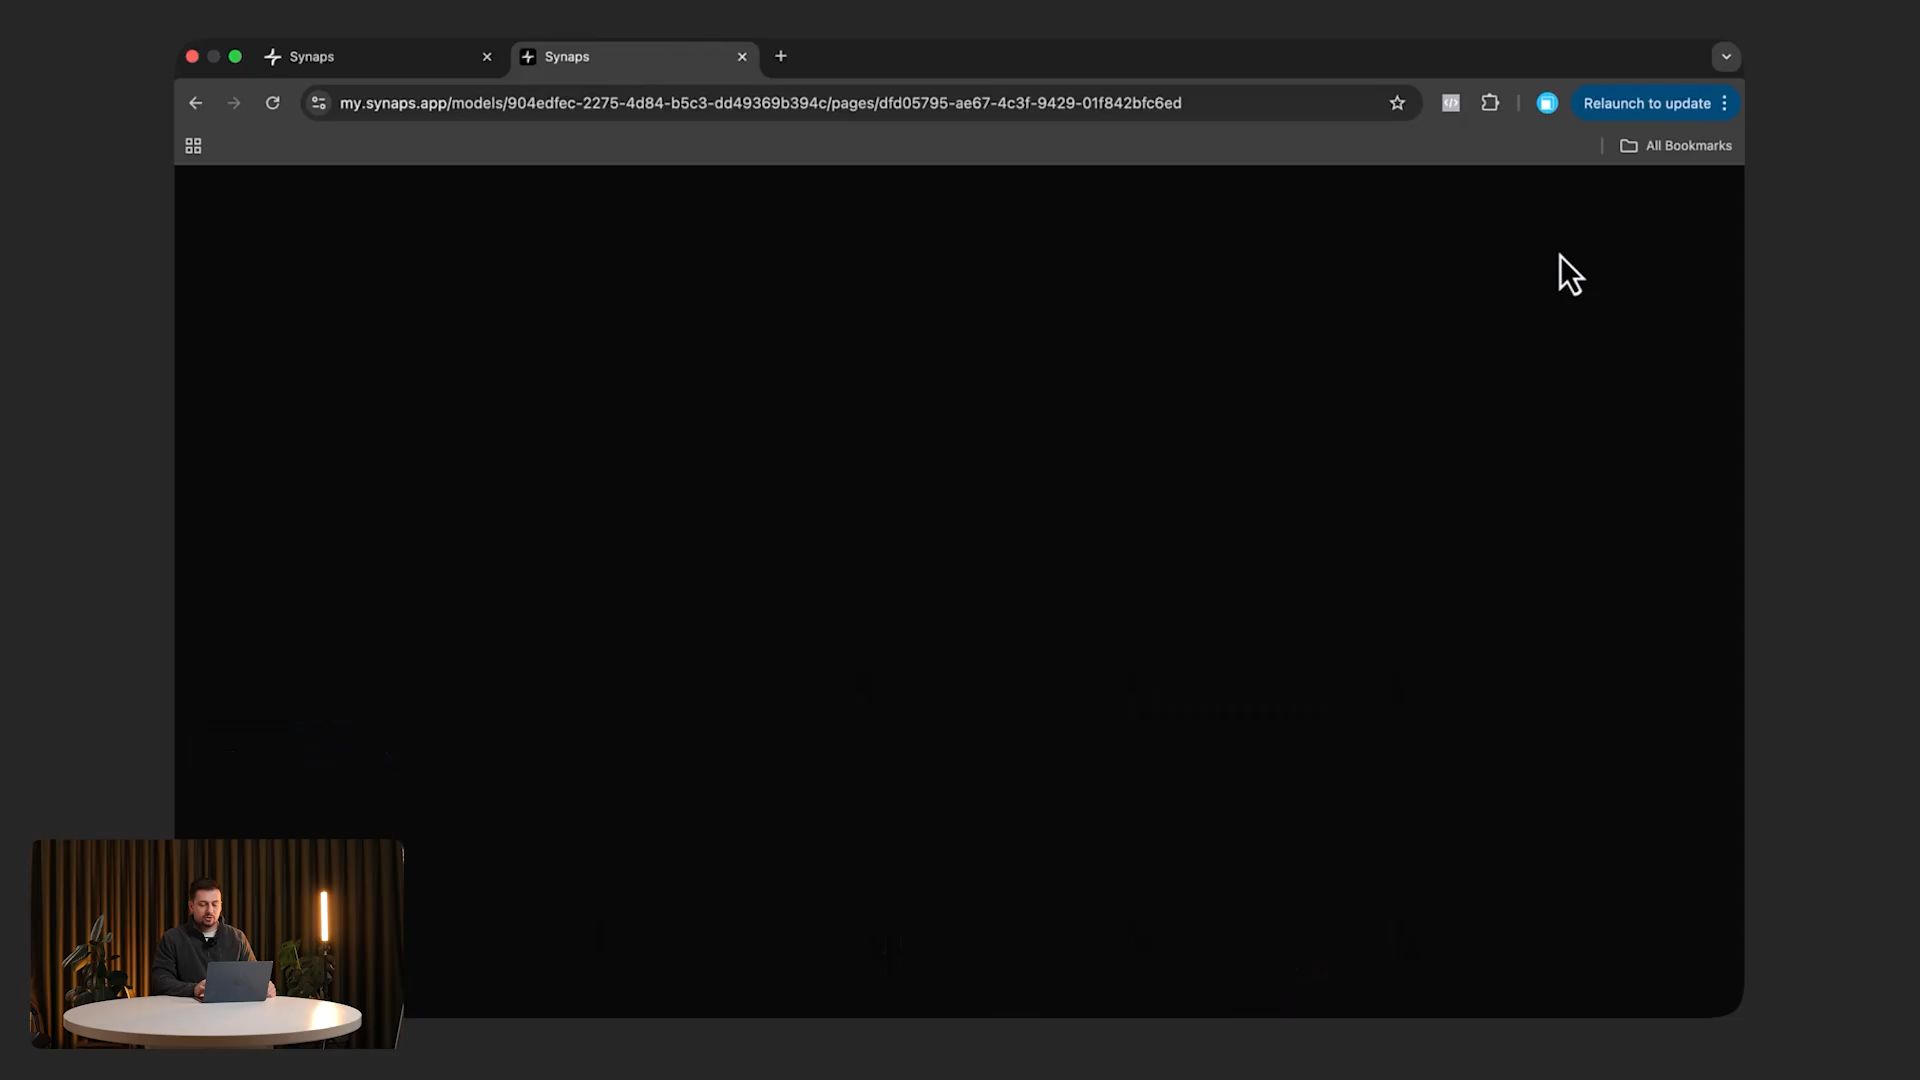 Synaps
Synaps
my.synaps.app/models/904edfec-2275-4d84-b5c3-dd49369b394c/pages/dfd05795-ae67-4c3f-9429-01f842bfc6ed
Relaunch to update
All Bookmarks